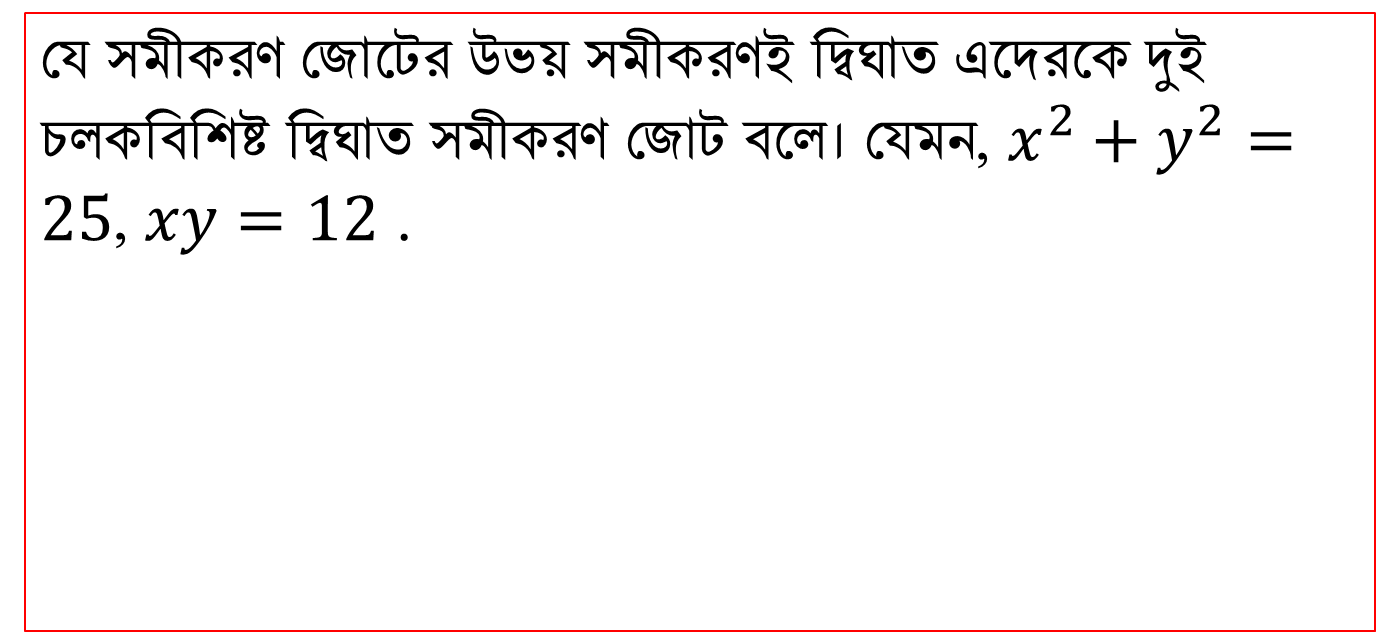 যে সমীকরণ জোটের উভয় সমীকরণই দ্বিঘাত এদেরকে দুই
চলকবিশিষ্ট দ্বিঘাত সমীকরণ জোট বলে। যেমন, 𝑥² + 𝑦² =
25, 𝑥𝑦 = 12 .